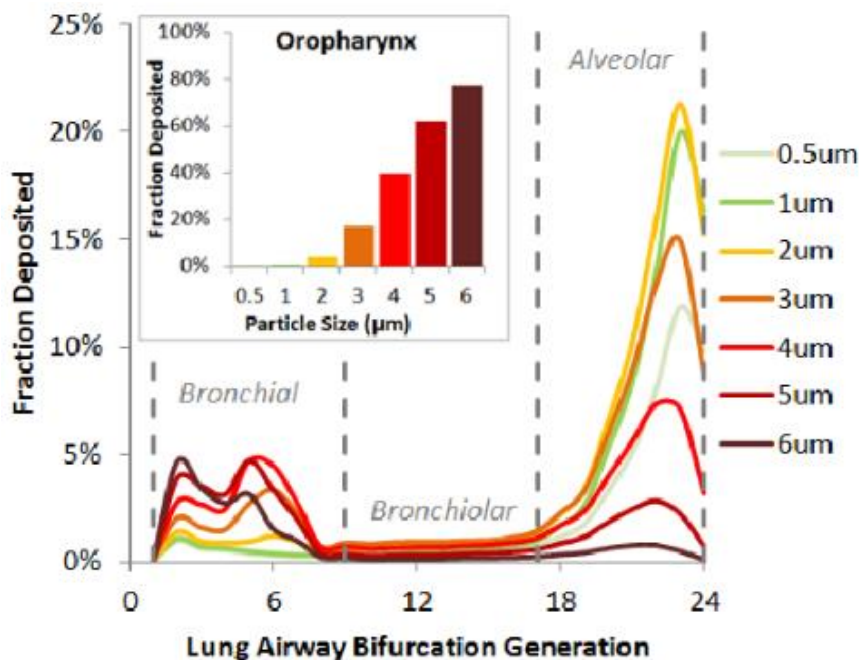 25%
20%
15%
10%
5%
0%
Fraction Deposited
Oropharynx
100%
80%
60%
40%
20%
0%
Fraction Deposited
0.5 1 2 3 4 5 6
Particle Size (µm)
Alveolar
Bronchial
Bronchiolar
0.5um
1um
2um
3um
4um
5um
6um
0 6 12 18 24
Lung Airway Bifurcation Generation